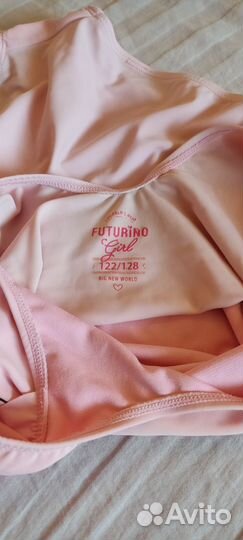 FUTURiNO
Girl
122/128
BIG NEW WORLD
Avito